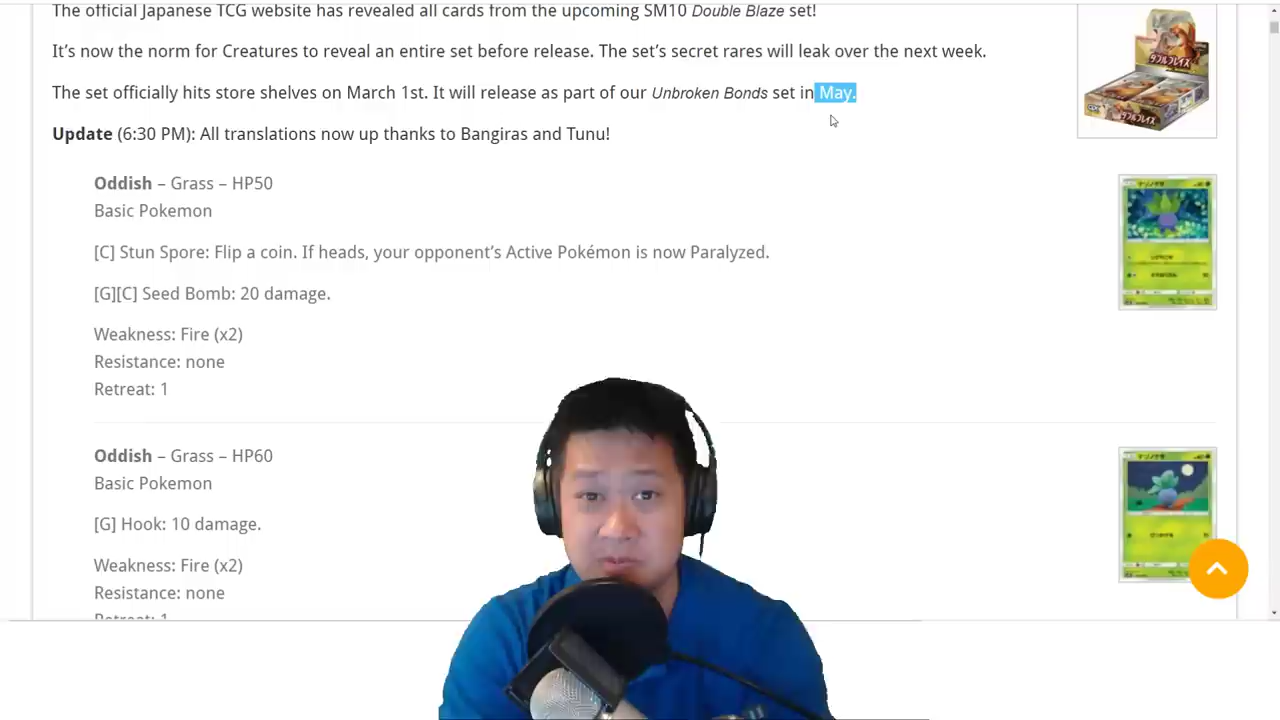 The official Japanese TCG website has revealed all cards from the upcoming SM10 Double Blaze set!
It’s now the norm for Creatures to reveal an entire set before release. The set’s secret rares will leak over the next week.
The set officially hits store shelves on March 1st. It will release as part of our Unbroken Bonds set in May.
Update (6:30 PM): All translations now up thanks to Bangiras and Tunu!
Oddish – Grass – HP50
Basic Pokemon
[C] Stun Spore: Flip a coin. If heads, your opponent’s Active Pokémon is now Paralyzed.
[G][C] Seed Bomb: 20 damage.
Weakness: Fire (x2)
Resistance: none
Retreat: 1
Oddish – Grass – HP60
Basic Pokemon
[G] Hook: 10 damage.
Weakness: Fire (x2)
Resistance: none
Retreat: 1